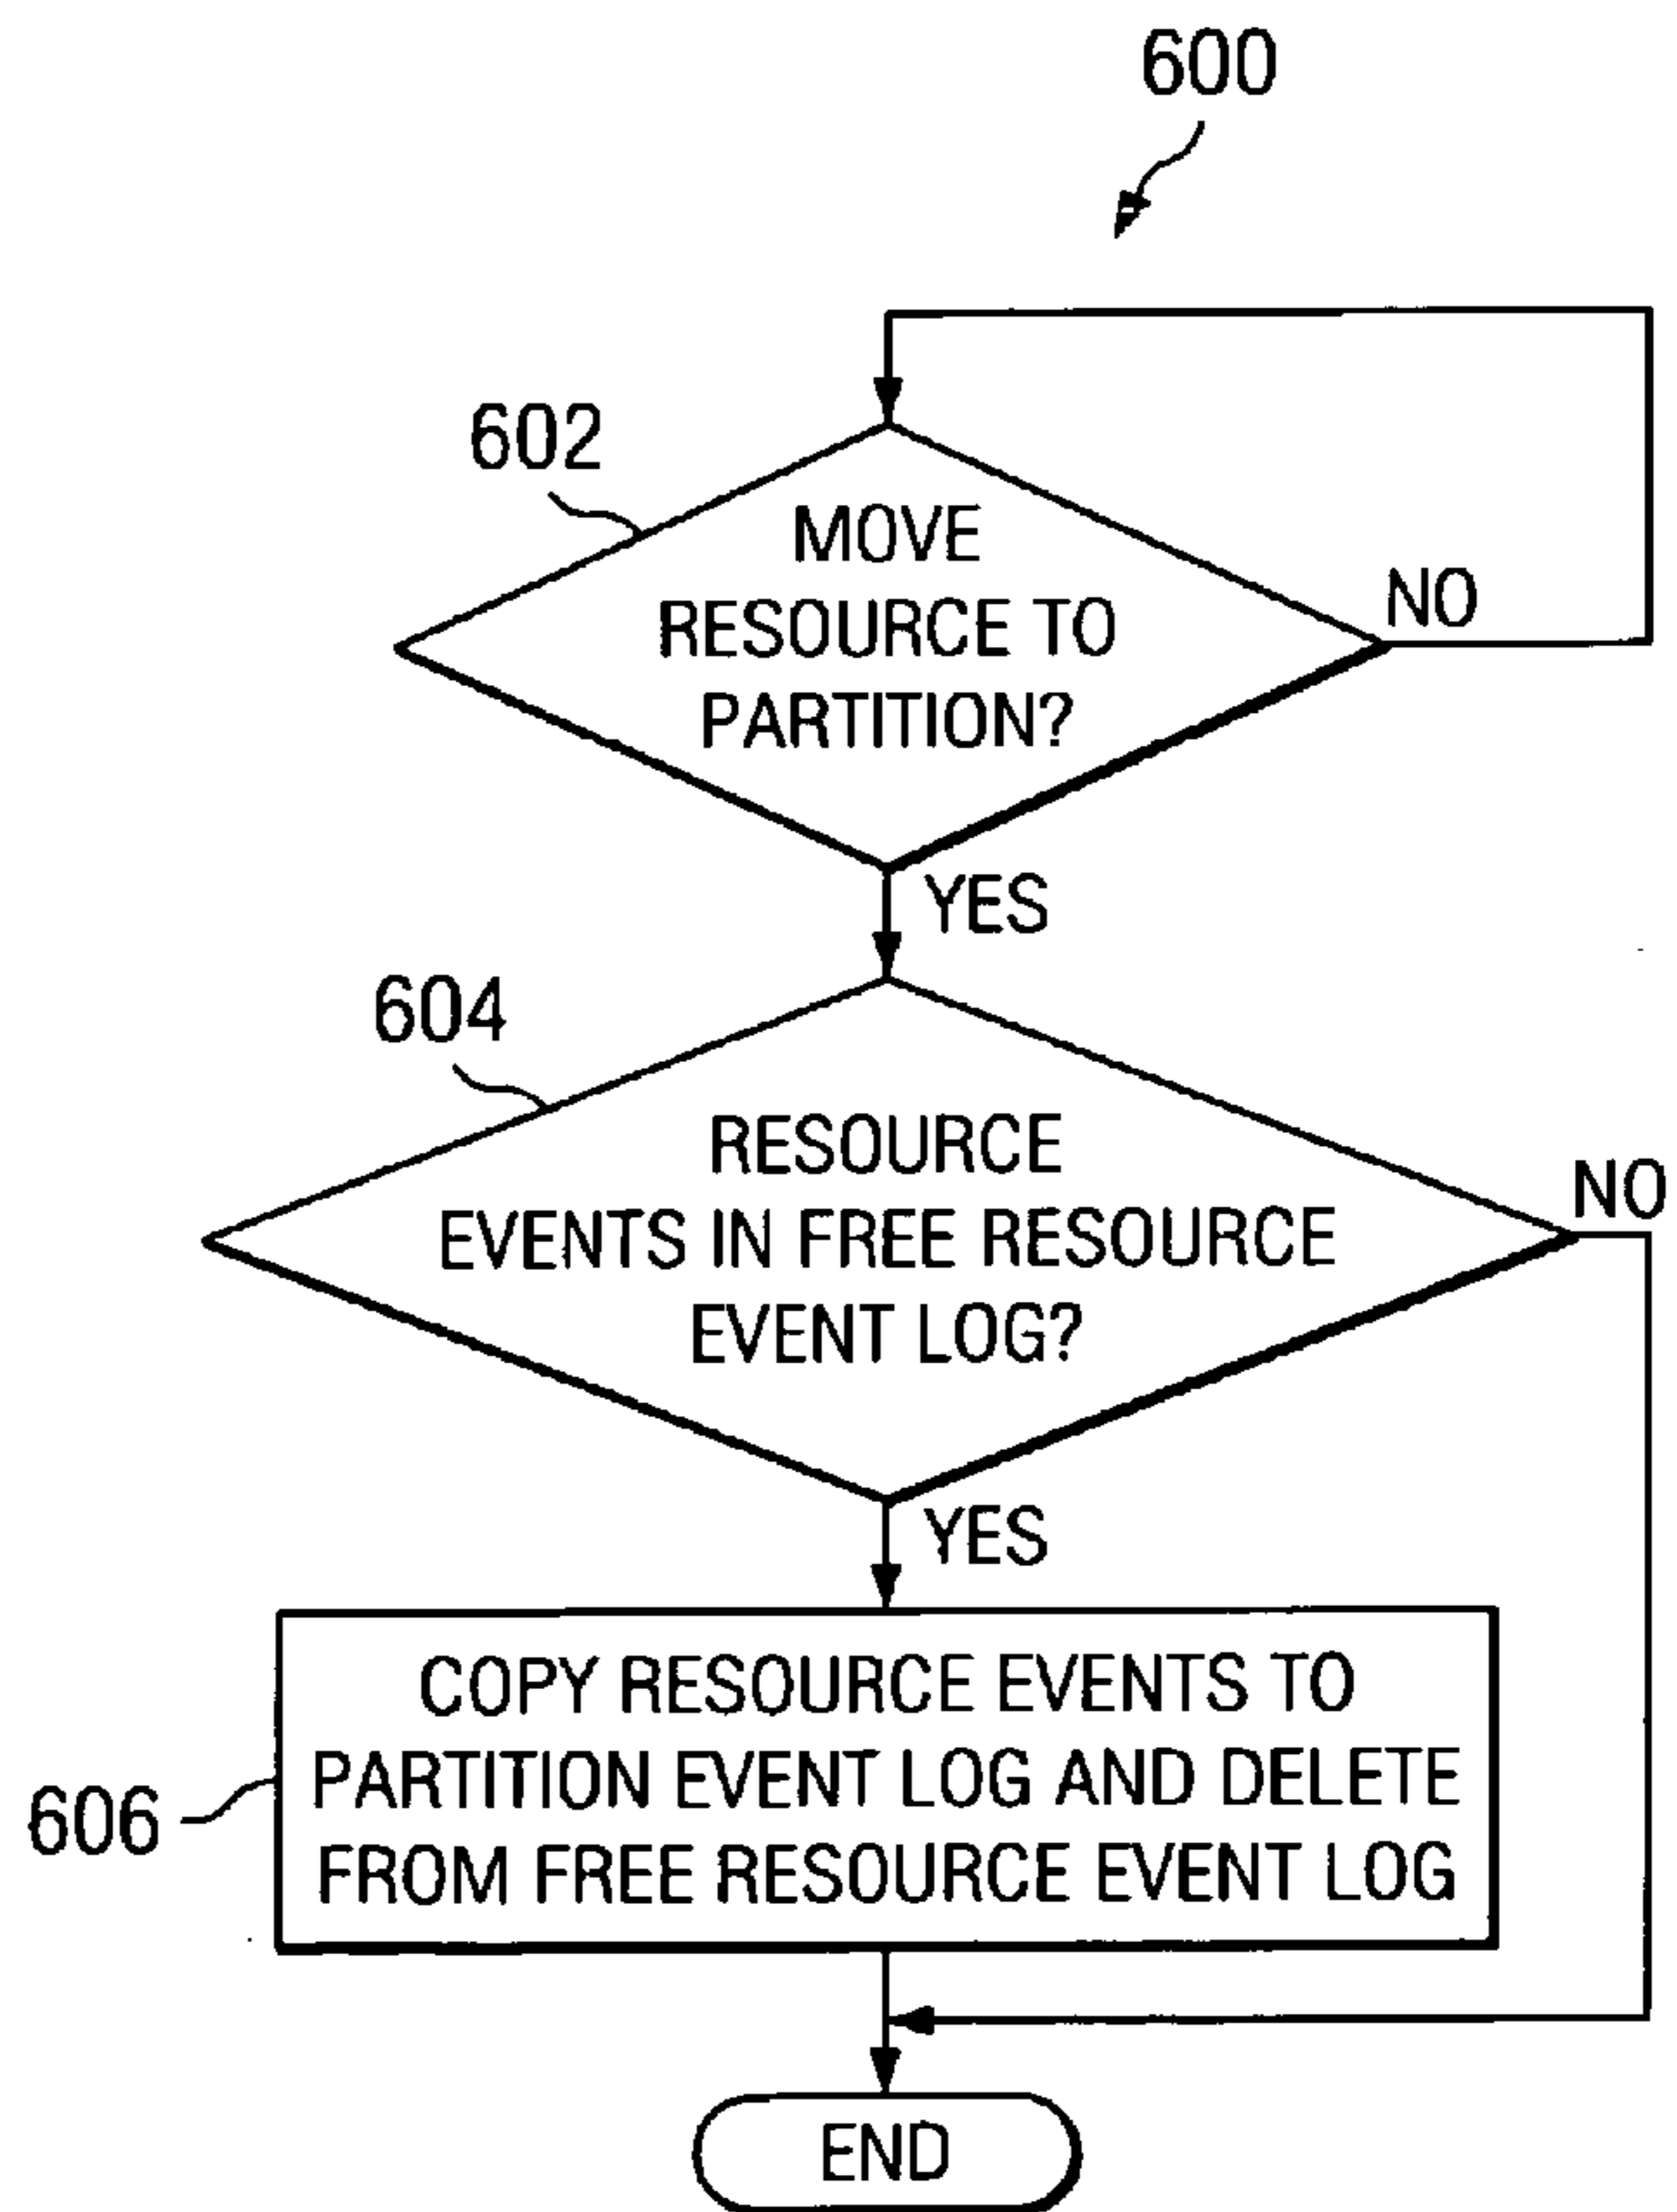 600
602
MOVE
RESOURCE TO
PARTITION?
NO
YES
604
RESOURCE
EVENTS IN FREE RESOURCE
EVENT LOG?
NO
YES
606
COPY RESOURCE EVENTS TO
PARTITION EVENT LOG AND DELETE
FROM FREE RESOURCE EVENT LOG
END